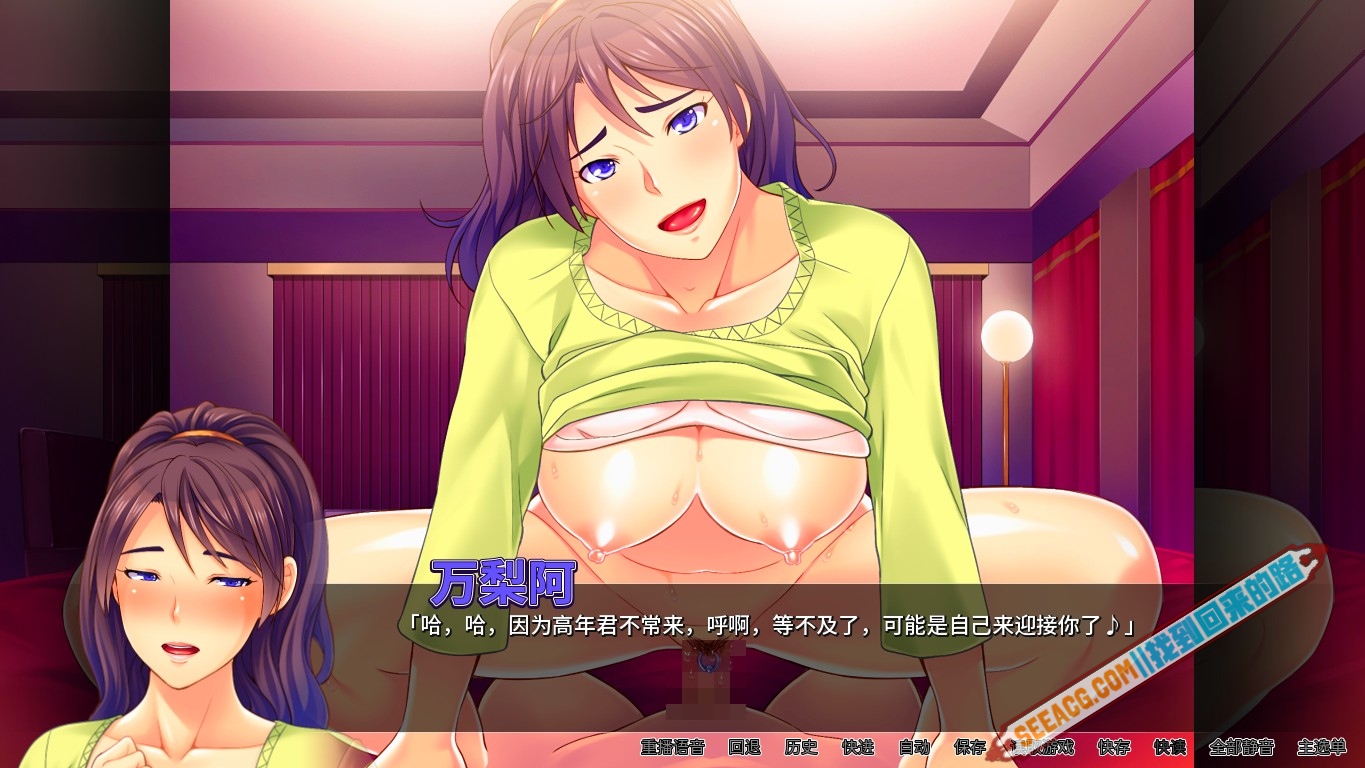 万梨阿
「哈，哈，因为高年君不常来，呼啊，等不及了，可能是自己来迎接你了♪」
SEEACG.COM||找到回来的路
重播语音 回退 历史 快进 自动 保存 游戏 快存 快读 全部静音 主选单